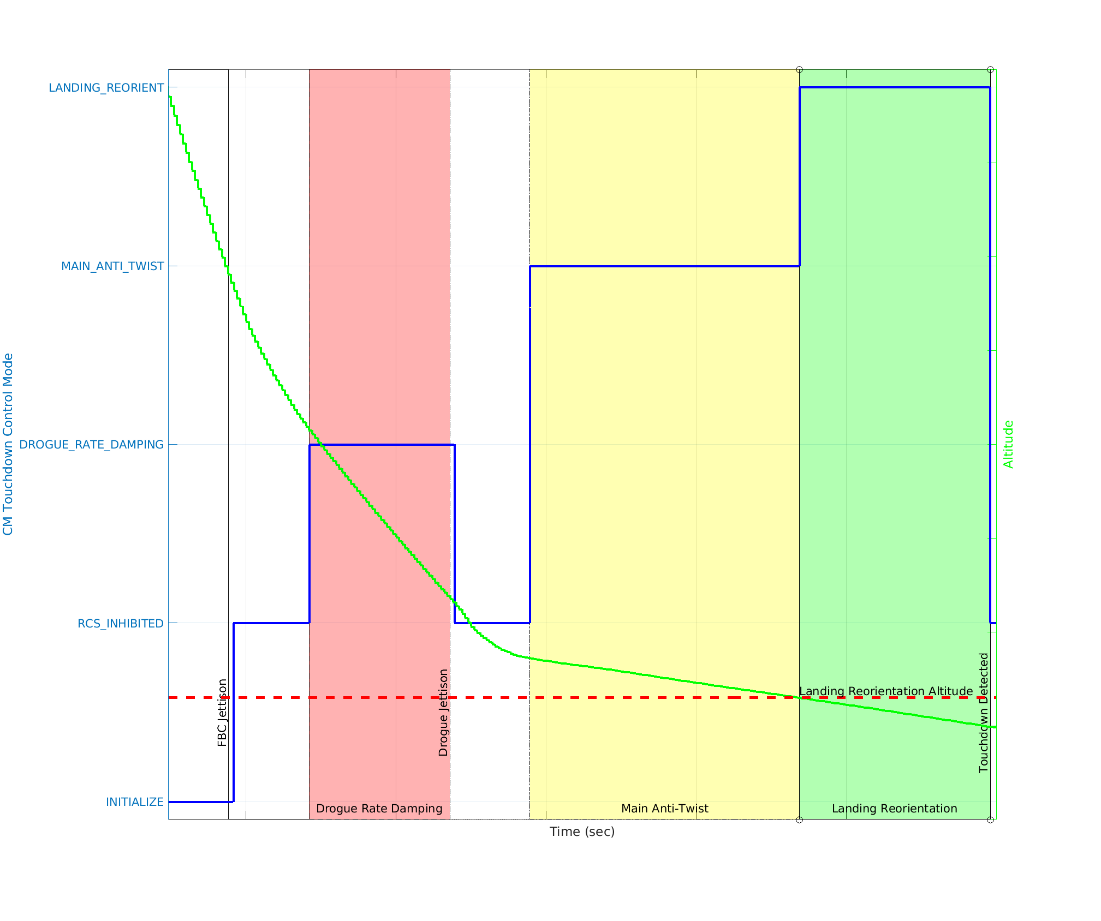 LANDING_REORIENT
MAIN_ANTI_TWIST
DROGUE_RATE_DAMPING
RCS_INHIBITED
INITIALIZE
CM Touchdown Control Mode
Altitude
FBC Jettison
Drogue Jettison
Landing Reorientation Altitude
Touchdown Detected
Drogue Rate Damping
Main Anti-Twist
Landing Reorientation
Time (sec)